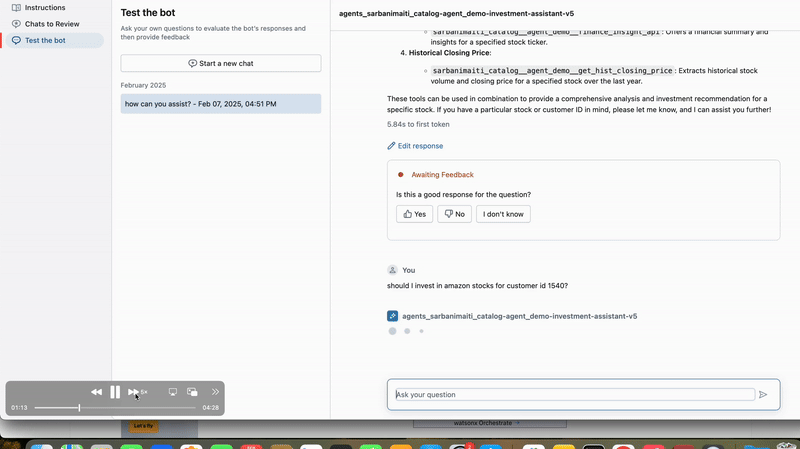 Instructions
Chats to Review
Test the bot
Test the bot
Ask your own questions to evaluate the bot's responses and
then provide feedback
Start a new chat
February 2025
how can you assist? - Feb 07, 2025, 04:51 PM
agents_sarbanimaiti_catalog-agent_demo-investment-assistant-v5
sarbanimaiti_catalog__agent_demo__finance_insight_api : Offers a financial summary and
insights for a specified stock ticker.
4. Historical Closing Price:
sarbanimaiti_catalog__agent_demo__get_hist_closing_price : Extracts historical stock
volume and closing price for a specified stock over the last year.
These tools can be used in combination to provide a comprehensive analysis and investment recommendation for a
specific stock. If you have a particular stock or customer ID in mind, please let me know, and I can assist you further!
5.84s to first token
Edit response
Awaiting Feedback
Is this a good response for the question?
Yes
No
I don't know
You
should I invest in amazon stocks for customer id 1540?
agents_sarbanimaiti_catalog-agent_demo-investment-assistant-v5
Ask your question
5×
01:13
04:28
Let's fly
watsonx Orchestrate